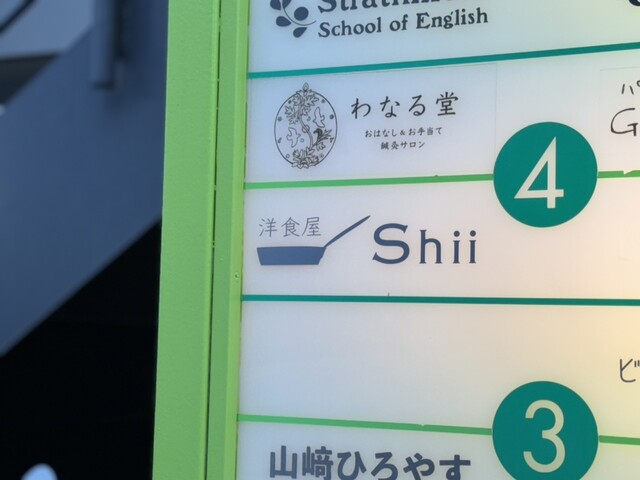 School of English
わなる堂
おはなし&お手当て
鍼灸サロン
4
洋食屋
Shii
3
山﨑ひろやす